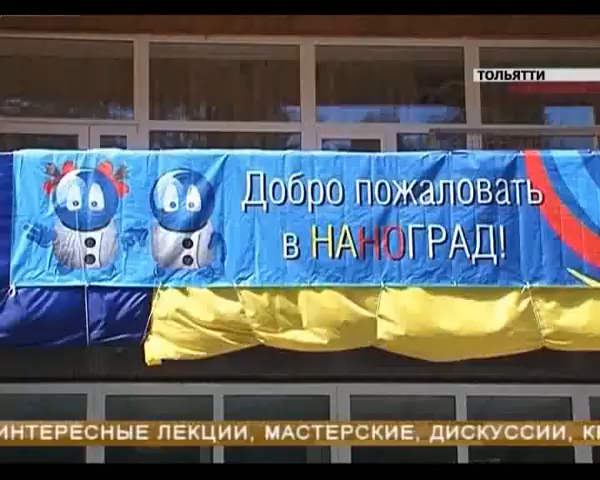 ТОЛЬЯТТИ
Добро пожаловать
в НАНОГРАД!
ИНТЕРЕСНЫЕ ЛЕКЦИИ, МАСТЕРСКИЕ, ДИСКУССИИ,